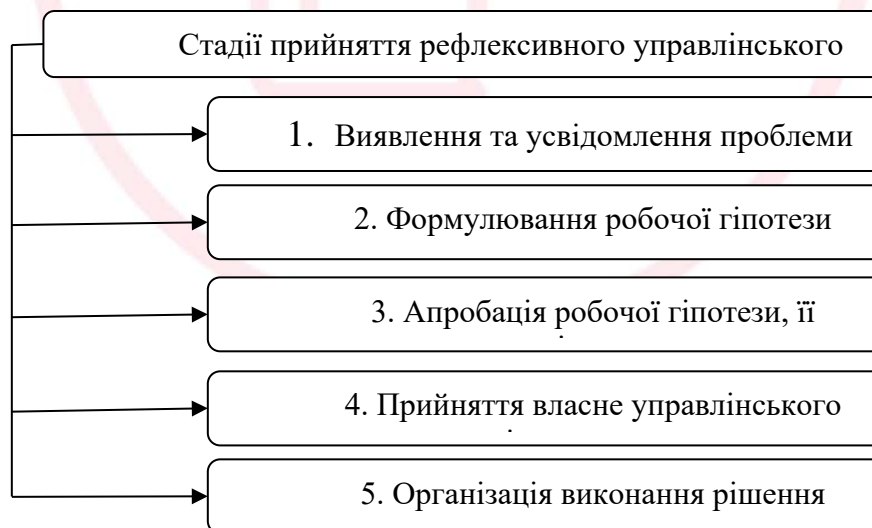 Стадії прийняття рефлексивного управлінського
1. Виявлення та усвідомлення проблеми
2. Формулювання робочої гіпотези
3. Апробація робочої гіпотези, її
4. Прийняття власне управлінського
5. Організація виконання рішення